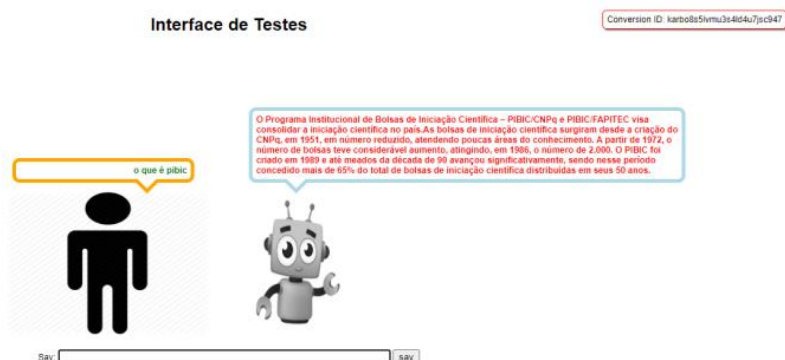 Interface de Testes
Conversion ID: karbo8s5lvmu3s4ld4u7jsc947
o que é pibic
O Programa Institucional de Bolsas de Iniciação Científica – PIBIC/CNPq e PIBIC/FAPITEC visa
consolidar a iniciação científica no país.As bolsas de iniciação científica surgiram desde a criação do
CNPq, em 1951, em número reduzido, atendendo poucas áreas do conhecimento. A partir de 1972, o
número de bolsas teve considerável aumento, atingindo, em 1986, o número de 2.000. O PIBIC foi
criado em 1989 e até meados da década de 90 avançou significativamente, sendo nesse período
concedido mais de 65% do total de bolsas de iniciação científica distribuídas em seus 50 anos.
Say:
say